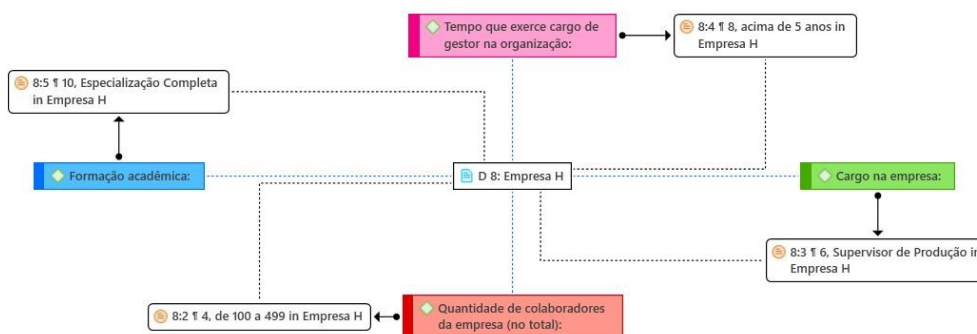 Tempo que exerce cargo de
gestor na organização:
8:4 ¶ 8, acima de 5 anos in
Empresa H
8:5 ¶ 10, Especialização Completa
in Empresa H
Formação acadêmica:
D 8: Empresa H
Cargo na empresa:
8:3 ¶ 6, Supervisor de Produção in
Empresa H
8:2 ¶ 4, de 100 a 499 in Empresa H
Quantidade de colaboradores
da empresa (no total):